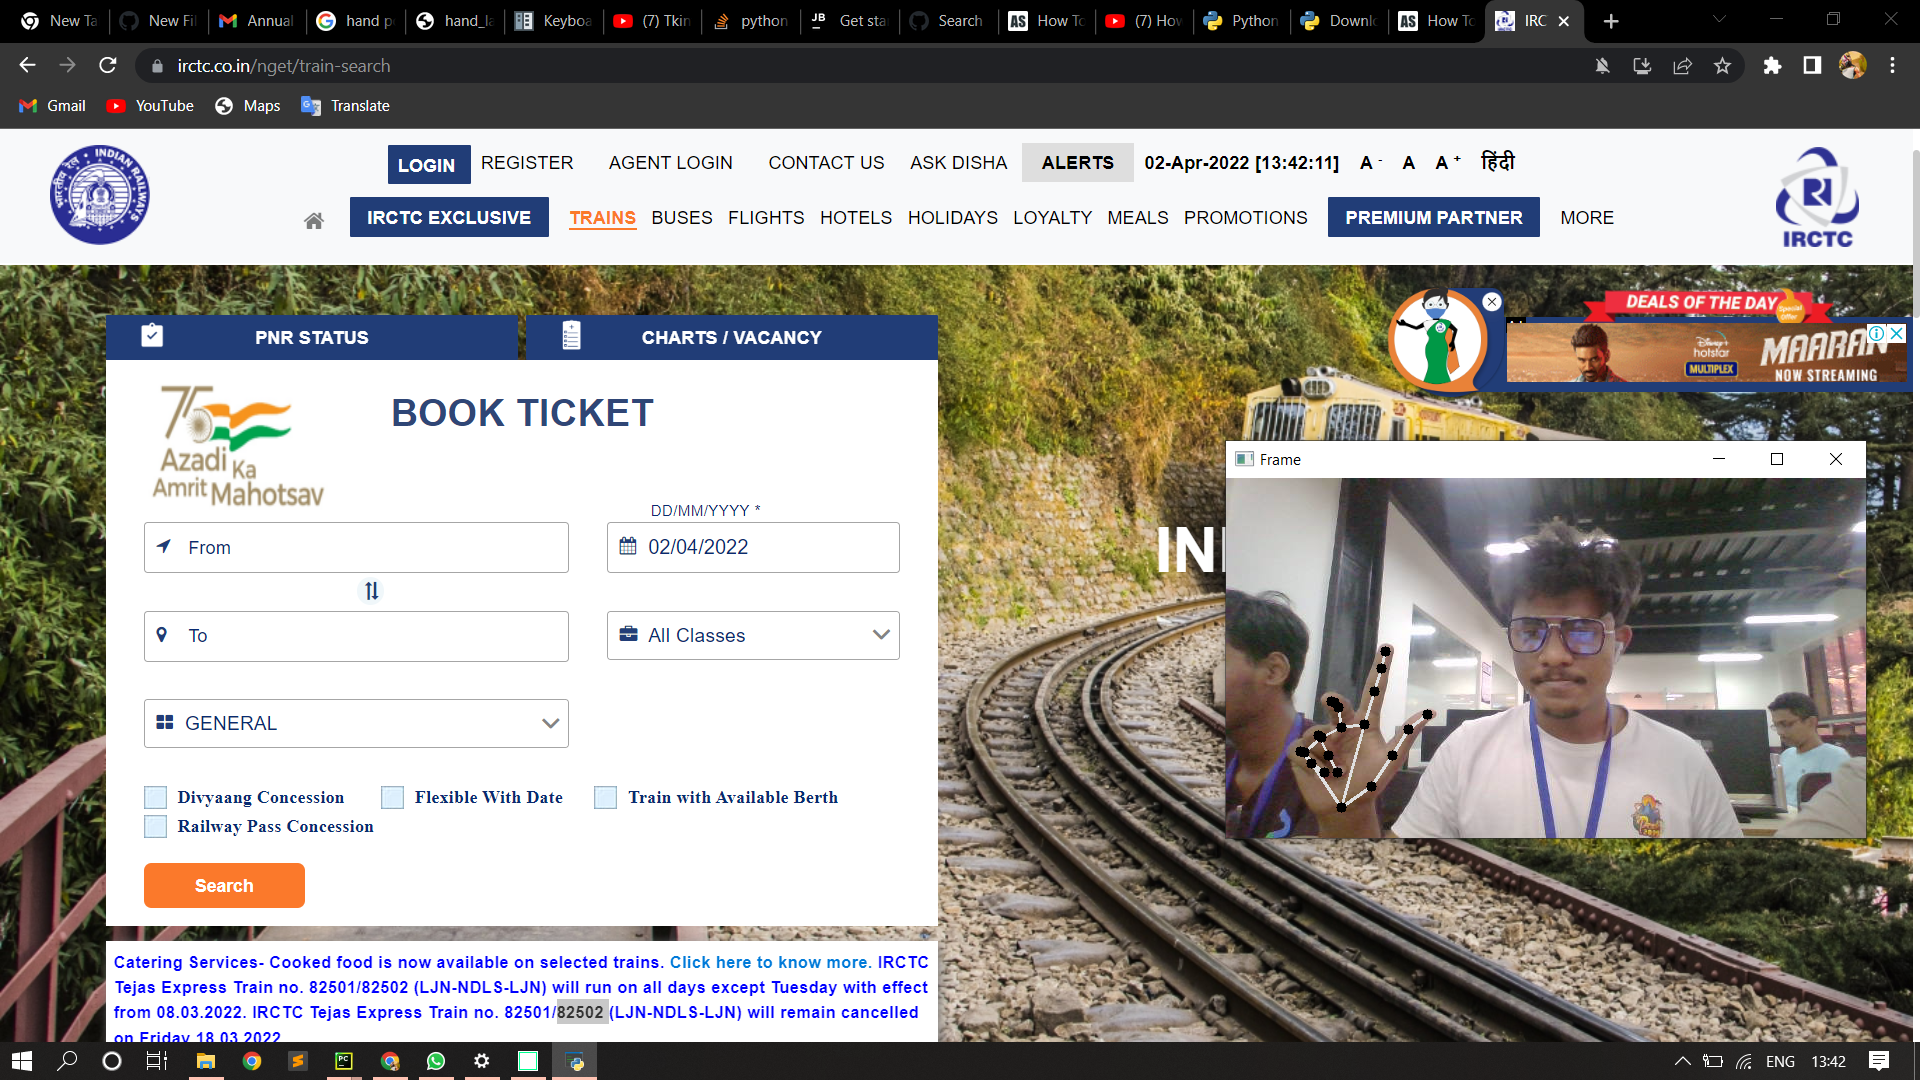 New Ta
New Fil
Annual
hand p
hand_la
Keyboa
(7) Tkin
python
Get sta
Search
How To
(7) Hov
Python
Downl
How To
IRC
irctc.co.in/nget/train-search
Gmail
YouTube
Maps
Translate
INDIAN RAILWAYS
भारतीय रेल
LOGIN
REGISTER
AGENT LOGIN
CONTACT US
ASK DISHA
ALERTS
02-Apr-2022 [13:42:11]
A -
A
A +
हिंदी
IRCTC
IRCTC EXCLUSIVE
TRAINS
BUSES
FLIGHTS
HOTELS
HOLIDAYS
LOYALTY
MEALS
PROMOTIONS
PREMIUM PARTNER
MORE
PNR STATUS
CHARTS / VACANCY
DEALS OF THE DAY
Special Offer
Disney+ hotstar
MULTIPLEX
MAARAN
NOW STREAMING
75
Azadi Ka
Amrit Mahotsav
BOOK TICKET
DD/MM/YYYY *
From
02/04/2022
To
All Classes
GENERAL
Divyaang Concession
Flexible With Date
Train with Available Berth
Railway Pass Concession
Search
IN
Frame
Catering Services- Cooked food is now available on selected trains. Click here to know more. IRCTC
Tejas Express Train no. 82501/82502 (LJN-NDLS-LJN) will run on all days except Tuesday with effect
from 08.03.2022. IRCTC Tejas Express Train no. 82501/82502 (LJN-NDLS-LJN) will remain cancelled
on Friday 18.03.2022
ENG
13:42